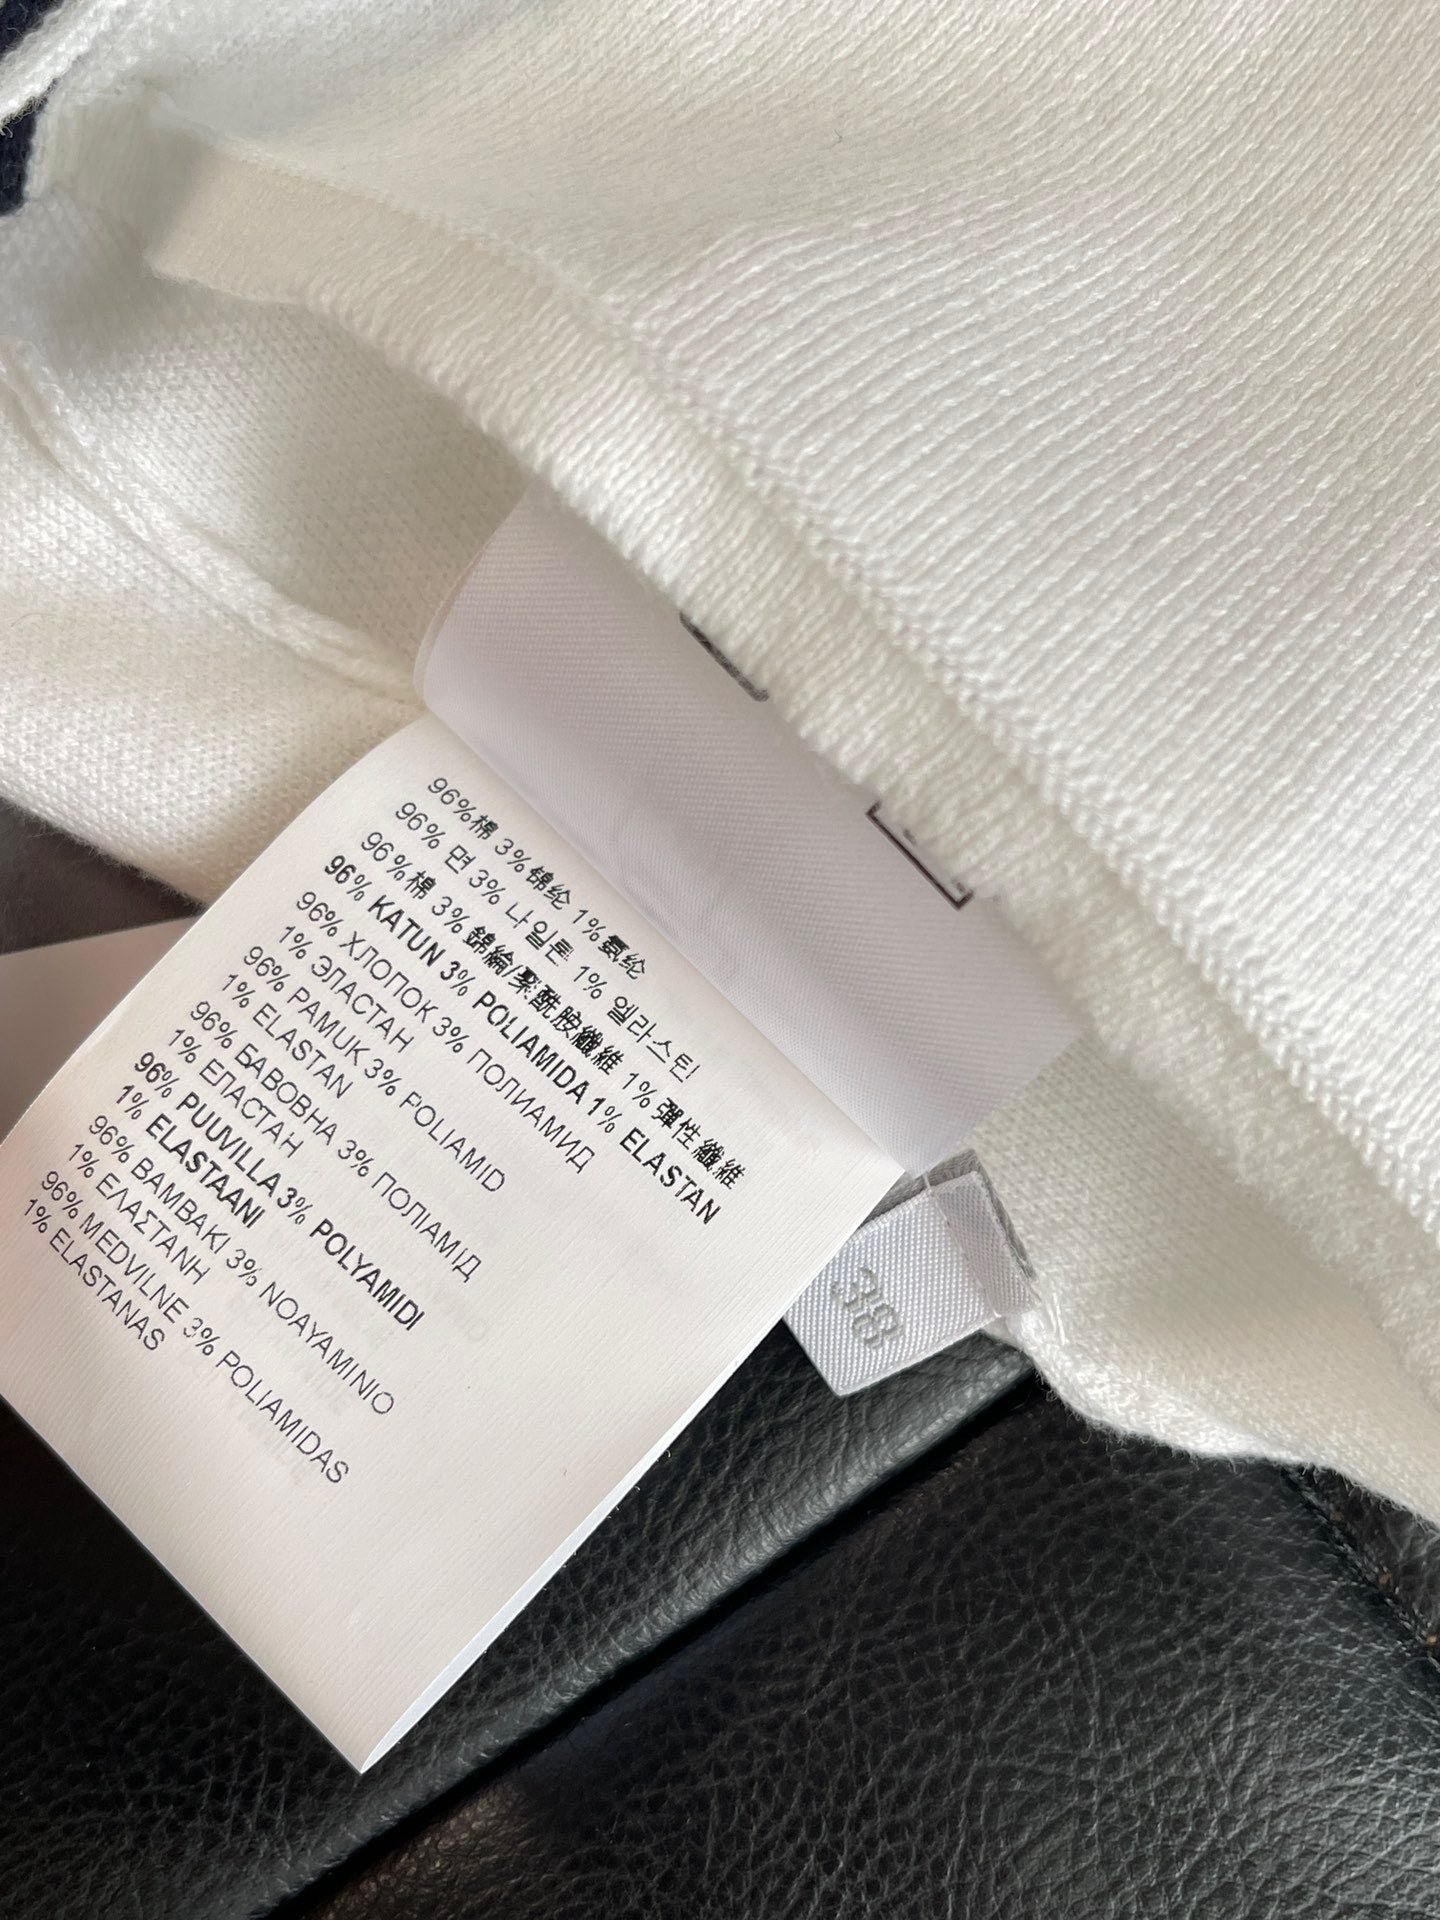 96%棉 3%锦纶 1%氨纶
96% 면 3% 나일론 1% 엘라스틴
96%棉 3%錦綸/聚酰胺纖維 1%彈性纖維
96% KATUN 3% POLIAMIDA 1% ELASTAN
96% ХЛОПОК 3% ПОЛИАМИД
1% ЭЛАСТАН
96% PAMUK 3% POLIAMID
1% ELASTAN
96% БАВОВНА 3% ПОЛІАМІД
1% ЕПАСТАН
96% PUUVILLA 3% POLYAMIDI
1% ELASTAANI
96% BAMBAKI 3% NOAYAMINIO
1% ΕΛΑΣΤΑΝΗ
96% MEDVILNE 3% POLIAMIDAS
1% ELASTANAS
38